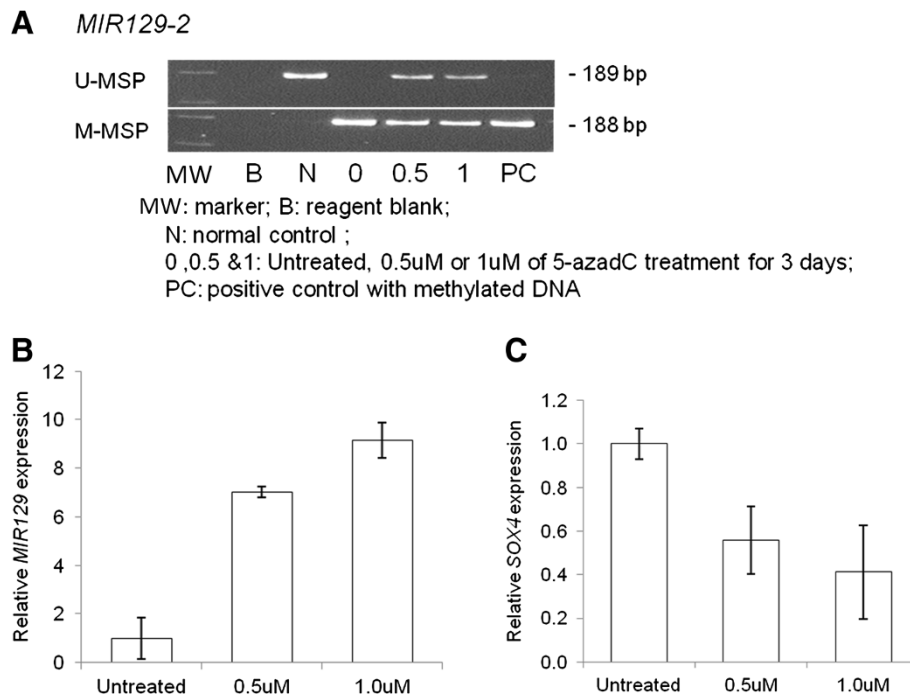 A MIR129-2
U-MSP - 189 bp
M-MSP - 188 bp
MW B N 0 0.5 1 PC
MW: marker; B: reagent blank;
N: normal control ;
0 ,0.5 &1: Untreated, 0.5uM or 1uM of 5-azadC treatment for 3 days;
PC: positive control with methylated DNA
B
Relative MIR129 expression
12
10
8
6
4
2
0
Untreated 0.5uM 1.0uM
C
Relative SOX4 expression
1.2
1.0
0.8
0.6
0.4
0.2
0.0
Untreated 0.5uM 1.0uM